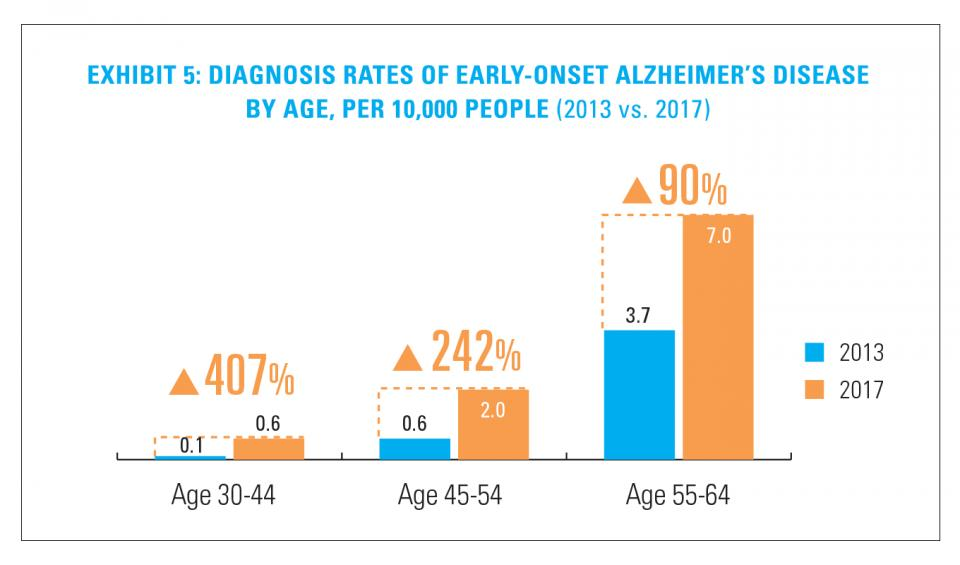 EXHIBIT 5: DIAGNOSIS RATES OF EARLY-ONSET ALZHEIMER’S DISEASE
BY AGE, PER 10,000 PEOPLE (2013 vs. 2017)
▲ 407%
0.1
0.6
▲ 242%
0.6
2.0
▲ 90%
3.7
7.0
2013
2017
Age 30-44
Age 45-54
Age 55-64